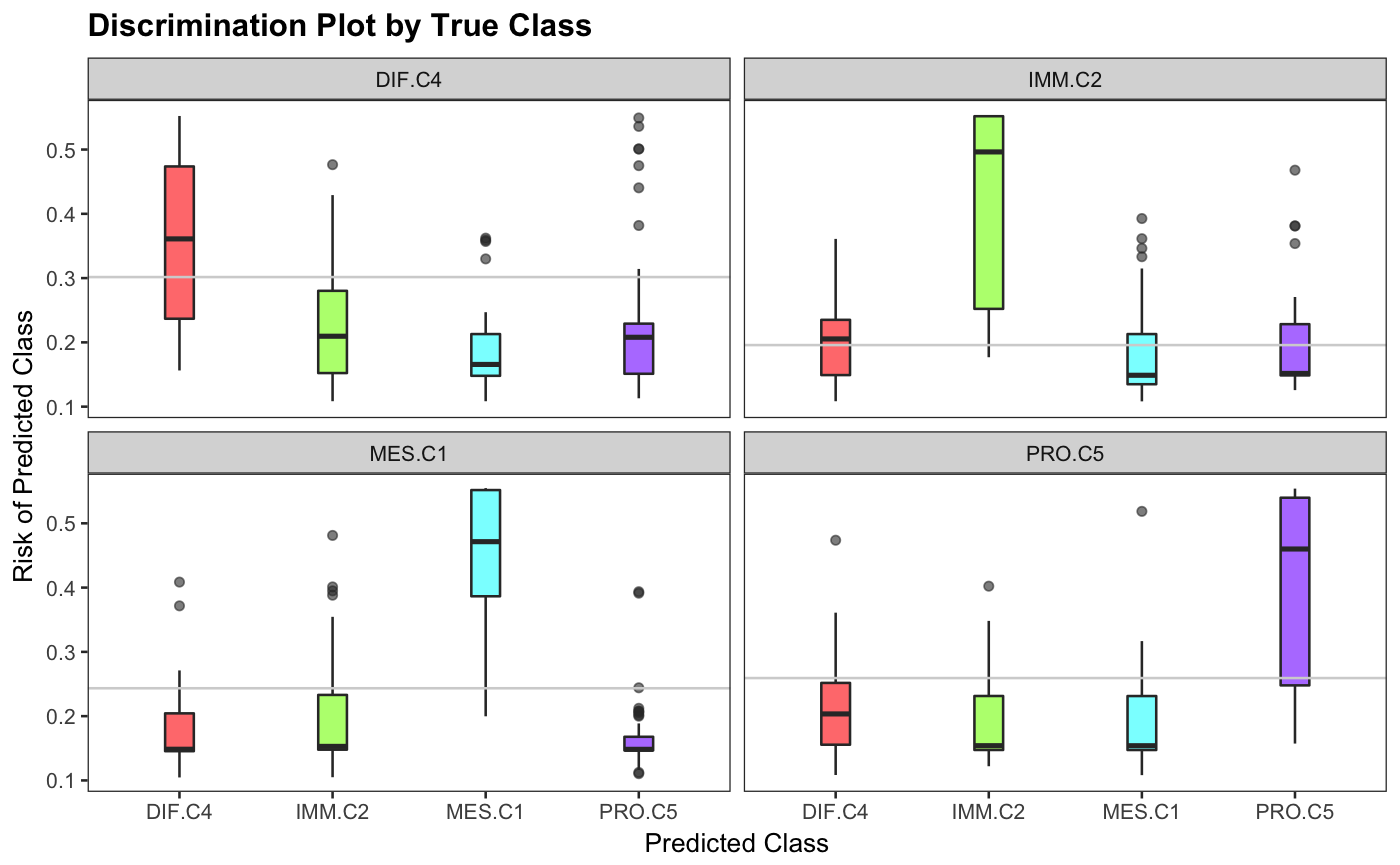 Discrimination Plot by True Class
DIF.C4
IMM.C2
0.5
0.4
0.3
0.2
0.1
MES.C1
PRO.C5
0.5
0.4
0.3
0.2
0.1
Risk of Predicted Class
DIF.C4 IMM.C2 MES.C1 PRO.C5
DIF.C4 IMM.C2 MES.C1 PRO.C5
Predicted Class